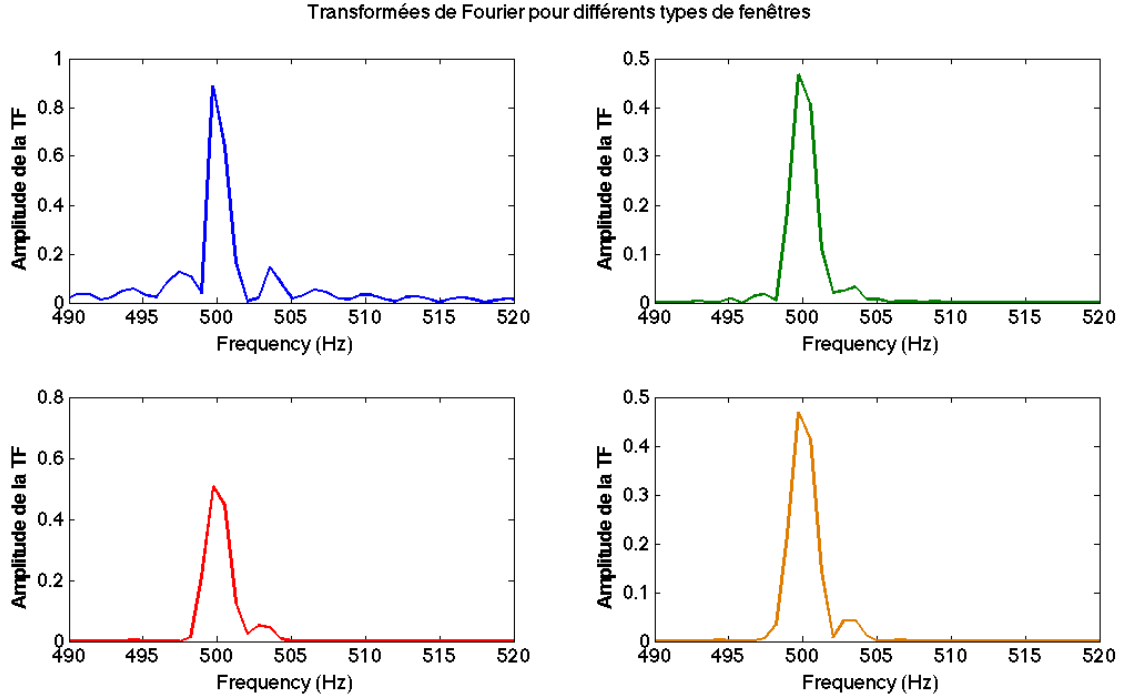 Transformées de Fourier pour différents types de fenêtres
Amplitude de la TF
1
0.8
0.6
0.4
0.2
0
490 495 500 505 510 515 520
Frequency (Hz)
Amplitude de la TF
0.5
0.4
0.3
0.2
0.1
0
490 495 500 505 510 515 520
Frequency (Hz)
Amplitude de la TF
0.8
0.6
0.4
0.2
0
490 495 500 505 510 515 520
Frequency (Hz)
Amplitude de la TF
0.5
0.4
0.3
0.2
0.1
0
490 495 500 505 510 515 520
Frequency (Hz)